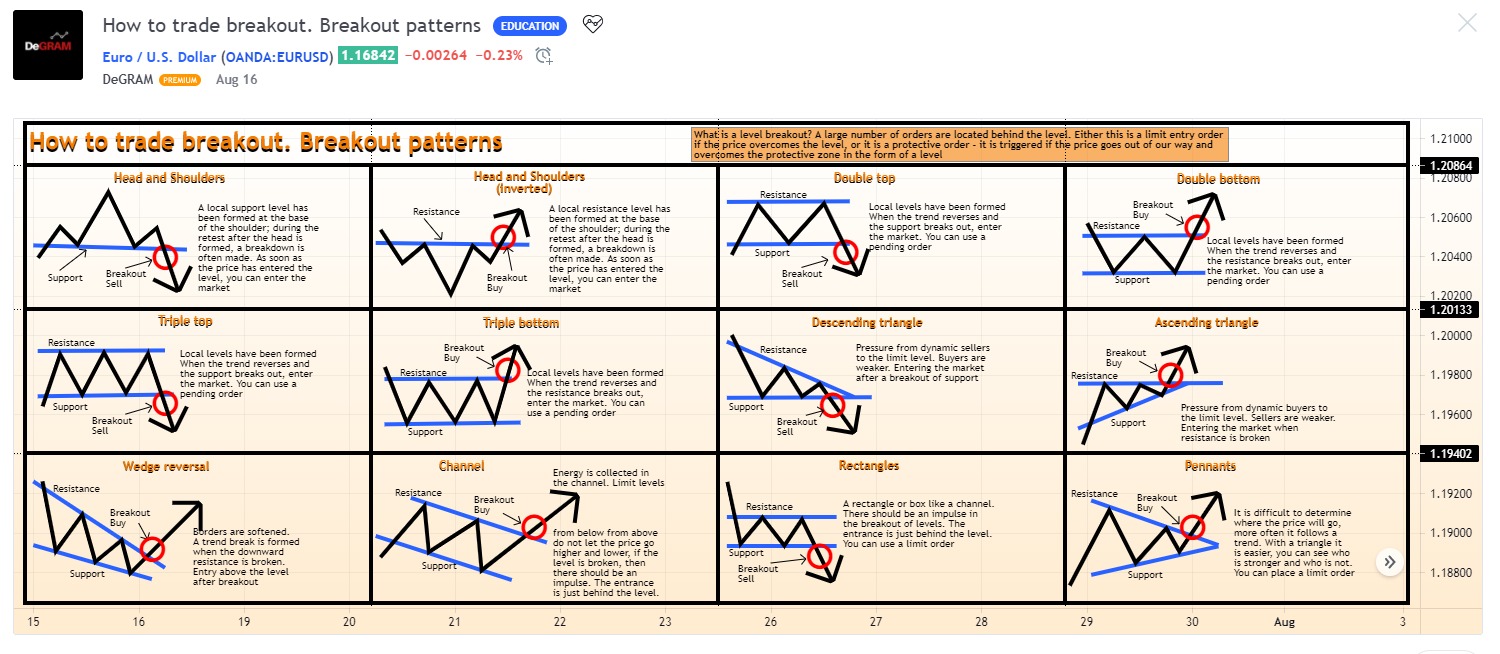 DeGRAM
How to trade breakout. Breakout patterns EDUCATION
Euro / U.S. Dollar (OANDA:EURUSD) 1.16842 −0.00264 −0.23%
DeGRAM PREMIUM Aug 16
How to trade breakout. Breakout patterns
What is a level breakout? A large number of orders are located behind the level. Either this is a limit entry order
if the price overcomes the level, or it is a protective order - it is triggered if the price goes out of our way and
overcomes the protective zone in the form of a level
Head and Shoulders
A local support level has
been formed at the base
of the shoulder; during the
retest after the head is
formed, a breakdown is
often made. As soon as
the price has entered the
level, you can enter the
market
Support
Breakout
Sell
Head and Shoulders
(Inverted)
Resistance
A local resistance level has
been formed at the base
of the shoulder; during the
retest after the head is
formed, a breakdown is
often made. As soon as
the price has entered the
level, you can enter the
market
Breakout
Buy
Double top
Resistance
Local levels have been formed
When the trend reverses and
the support breaks out, enter
the market. You can use a
pending order
Support
Breakout
Sell
Double bottom
Breakout
Buy
Resistance
Local levels have been formed
When the trend reverses and
the resistance breaks out, enter
the market. You can use a
pending order
Support
Triple top
Resistance
Local levels have been formed
When the trend reverses and
the support breaks out, enter
the market. You can use a
pending order
Support
Breakout
Sell
Triple bottom
Breakout
Buy
Resistance
Local levels have been formed
When the trend reverses and
the resistance breaks out,
enter the market. You can
use a pending order
Support
Descending triangle
Resistance
Pressure from dynamic sellers
to the limit level. Buyers are
weaker. Entering the market
after a breakout of support
Support
Breakout
Sell
Ascending triangle
Breakout
Buy
Resistance
Pressure from dynamic buyers to
the limit level. Sellers are weaker.
Entering the market when
resistance is broken
Support
Wedge reversal
Resistance
Breakout
Buy
Borders are softened.
A trend break is formed
when the downward
resistance is broken.
Entry above the level
after breakout
Support
Channel
Energy is collected in
the channel. Limit levels
Resistance
Breakout
Buy
from below from above
do not let the price go
higher and lower, if the
level is broken, then
there should be an
impulse. The entrance
is just behind the level.
Support
Rectangles
Resistance
A rectangle or box like a channel.
There should be an impulse in
the breakout of levels. The
entrance is just behind the level.
You can use a limit order
Support
Breakout
Sell
Pennants
Resistance
Breakout
Buy
It is difficult to determine
where the price will go,
more often it follows a
trend. With a triangle it
is easier, you can see who
is stronger and who is not.
You can place a limit order
Support
1.21000
1.20864
1.20800
1.20600
1.20400
1.20200
1.20133
1.20000
1.19800
1.19600
1.19402
1.19200
1.19000
1.18800
15 16 20 21 22 23 26 27 28 29 30 Aug 3